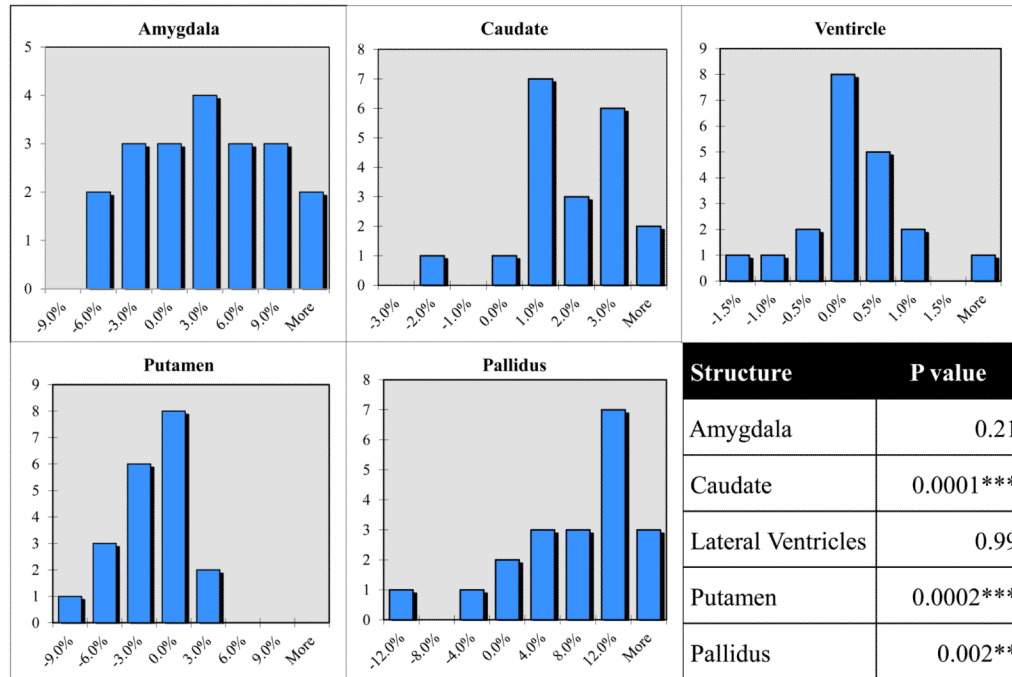 Amygdala
5
4
3
2
1
0
-9.0% -6.0% -3.0% 0.0% 3.0% 6.0% 9.0% More
Caudate
8
7
6
5
4
3
2
1
0
-3.0% -2.0% -1.0% 0.0% 1.0% 2.0% 3.0% More
Ventircle
9
8
7
6
5
4
3
2
1
0
-1.5% -1.0% -0.5% 0.0% 0.5% 1.0% 1.5% More
Putamen
9
8
7
6
5
4
3
2
1
0
-9.0% -6.0% -3.0% 0.0% 3.0% 6.0% 9.0% More
Pallidus
8
7
6
5
4
3
2
1
0
-12.0% -8.0% -4.0% 0.0% 4.0% 8.0% 12.0% More
Structure P value
Amygdala 0.21
Caudate 0.0001***
Lateral Ventricles 0.99
Putamen 0.0002***
Pallidus 0.002**